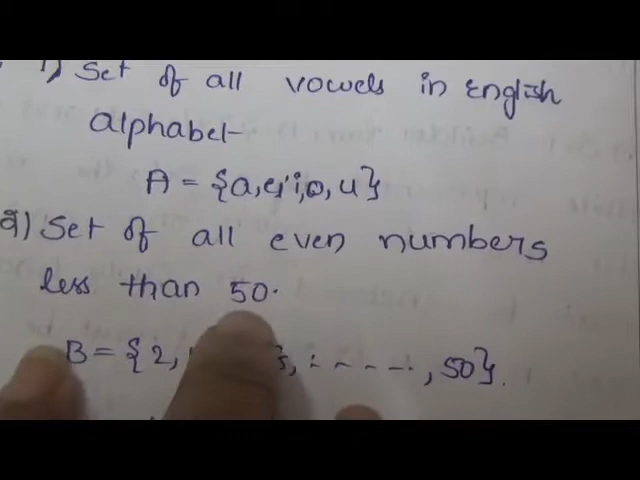 1) Set of all vowels in English
alphabet
A = {a, e, i, o, u}
2) Set of all even numbers
less than 50.
B = {2, , ...., 50}.